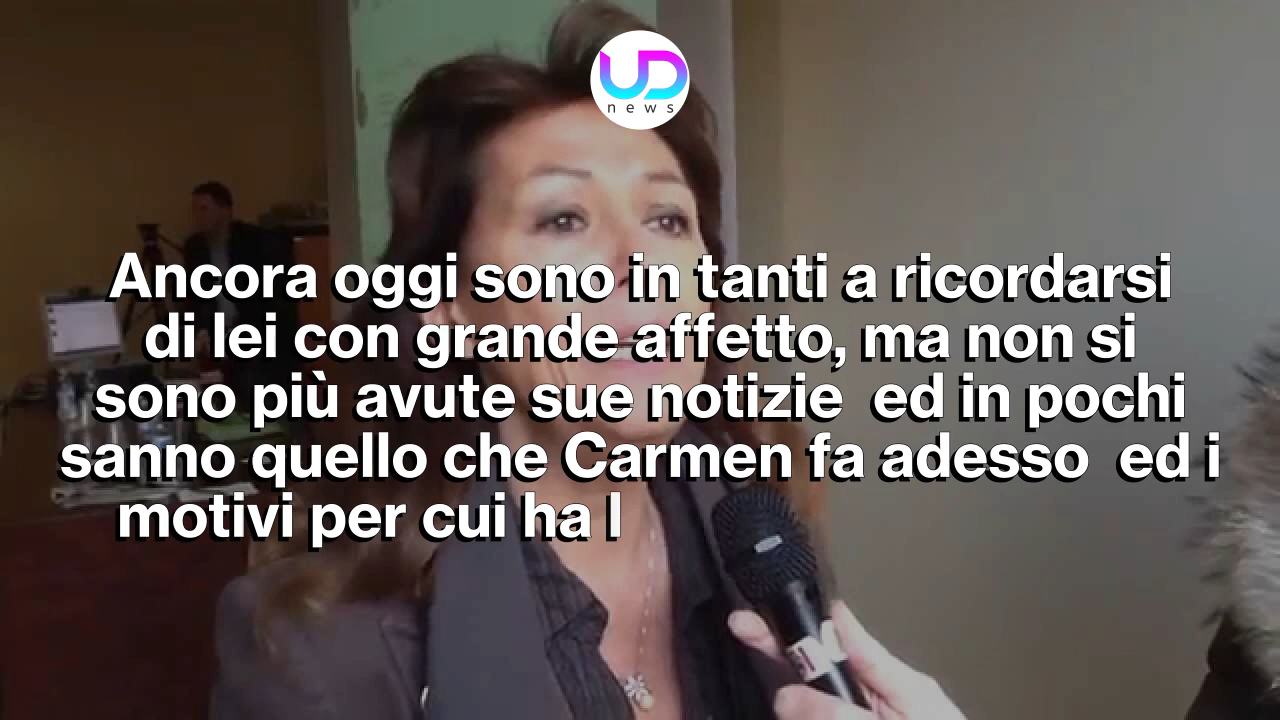 UD
news
Ancora oggi sono in tanti a ricordarsi
di lei con grande affetto, ma non si
sono più avute sue notizie  ed in pochi
sanno quello che Carmen fa adesso  ed i
motivi per cui ha l